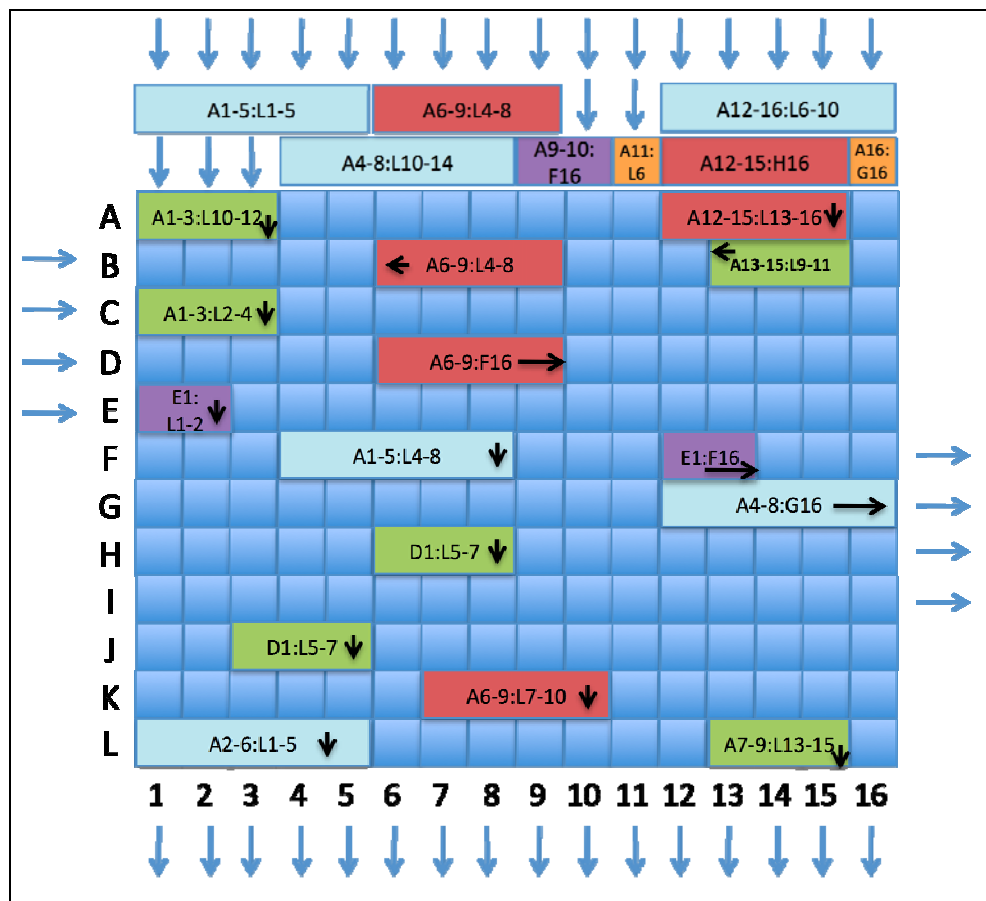 A1-5:L1-5
A6-9:L4-8
A12-16:L6-10
A4-8:L10-14
A9-10:
F16
A11:
L6
A12-15:H16
A16:
G16
A
A1-3:L10-12
A12-15:L13-16
B
A6-9:L4-8
A13-15:L9-11
C
A1-3:L2-4
D
A6-9:F16
E
E1:
L1-2
F
A1-5:L4-8
E1:F16
G
A4-8:G16
H
D1:L5-7
I
J
D1:L5-7
K
A6-9:L7-10
L
A2-6:L1-5
A7-9:L13-15
1 2 3 4 5 6 7 8 9 10 11 12 13 14 15 16